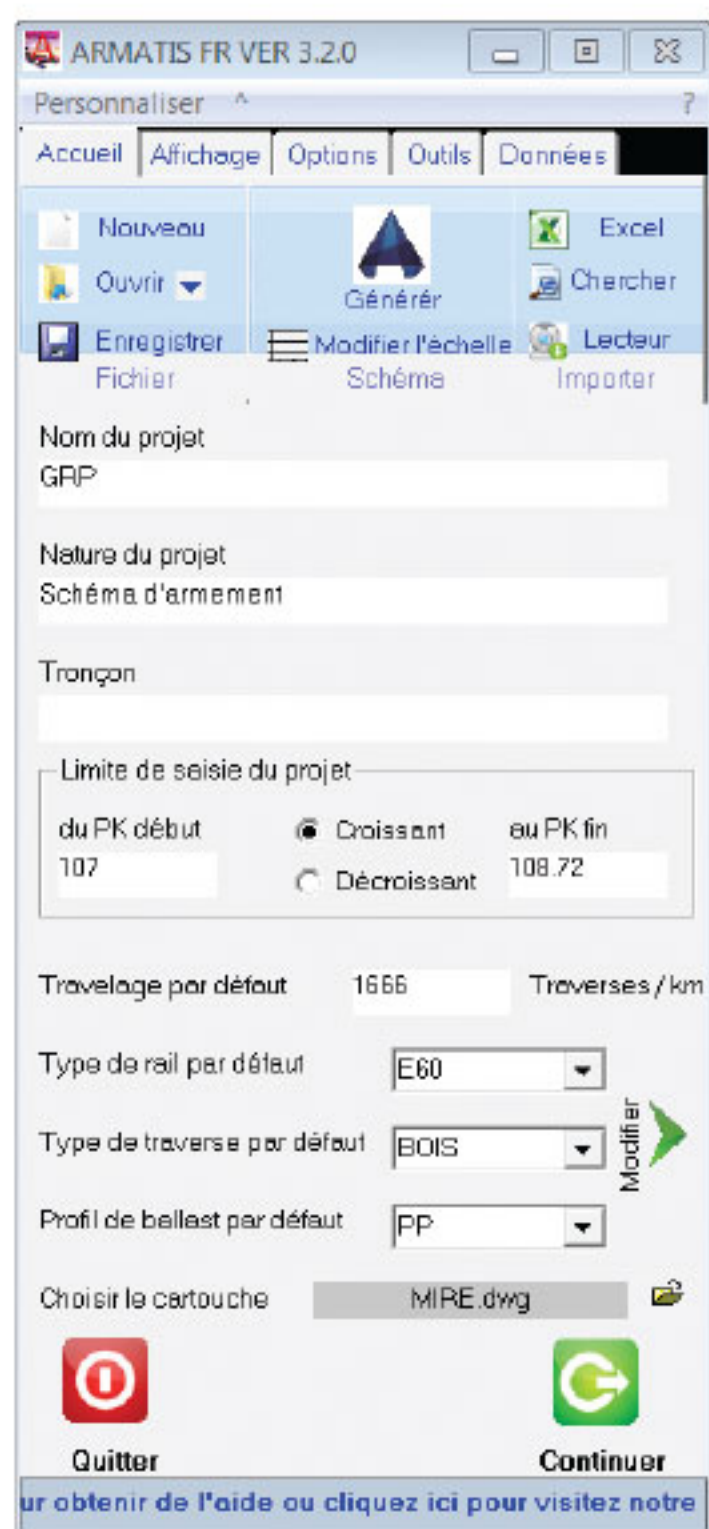 ARMATIS FR VER 3.2.0
Personnaliser ^ ?
Accueil Affichage Options Outils Données
Nouveau
Ouvrir
Enregistrer
Fichier
Générér
Modifier l'échelle
Schéma
Excel
Chercher
Lecteur
Importer
Nom du projet
GRP
Nature du projet
Schéma d'armement
Tronçon
Limite de saisie du projet
du PK début
107
Croissant
Décroissant
au PK fin
108.72
Travelage par défaut 1666 Traverses/km
Type de rail par défaut E60
Type de traverse par défaut BOIS
Modifier
Profil de ballast par défaut PP
Choisir le cartouche MIRE.dwg
Quitter Continuer
ur obtenir de l'aide ou cliquez ici pour visitez notre